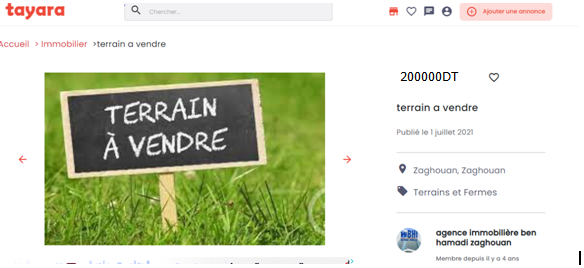 tayara
Chercher...
Ajouter une annonce
Accueil > Immobilier >terrain a vendre
TERRAIN
À VENDRE
200000DT
terrain a vendre
Publié le 1 juillet 2021
Zaghouan, Zaghouan
Terrains et Fermes
agence immobilière ben
hamadi zaghouan
Membre depuis il y a 4 ans